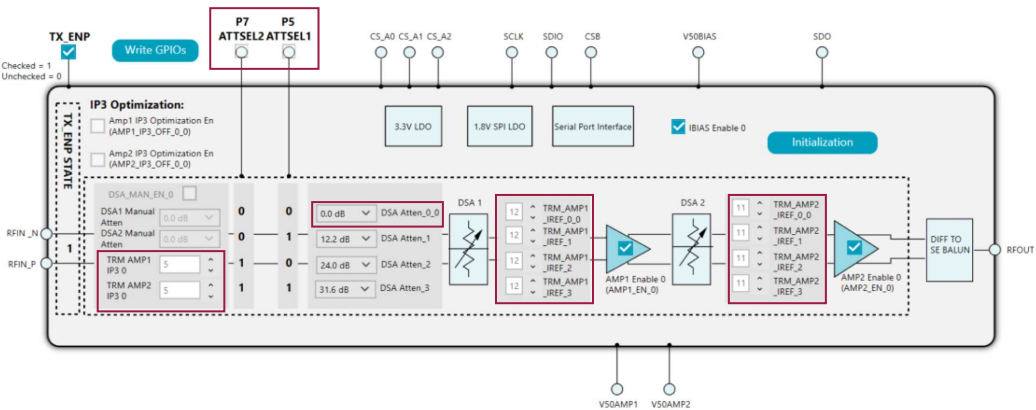 P7 P5
TX_ENP ATTSEL2 ATTSEL1
Write GPIOs
CS_A0 CS_A1 CS_A2 SCLK SDIO CSB V50BIAS SDO
Checked = 1
Unchecked = 0
TX_ENP STATE
1
IP3 Optimization:
Amp1 IP3 Optimization En
(AMP1_IP3_OFF_0_0)
Amp2 IP3 Optimization En
(AMP2_IP3_OFF_0_0)
3.3V LDO
1.8V SPI LDO
Serial Port Interface
IBIAS Enable 0
Initialization
DSA_MAN_EN_0
DSA1 Manual
Atten
0.0 dB
DSA2 Manual
Atten
0.0 dB
TRM AMP1
IP3 0
5
TRM AMP2
IP3 0
5
0 0
0 1
1 0
1 1
0.0 dB DSA Atten_0_0
12.2 dB DSA Atten_1
24.0 dB DSA Atten_2
31.6 dB DSA Atten_3
DSA 1
12 TRM_AMP1
_IREF_0_0
12 TRM_AMP1
_IREF_1
12 TRM_AMP1
_IREF_2
12 TRM_AMP1
_IREF_3
AMP1 Enable 0
(AMP1_EN_0)
DSA 2
11 TRM_AMP2
_IREF_0_0
11 TRM_AMP2
_IREF_1
11 TRM_AMP2
_IREF_2
11 TRM_AMP2
_IREF_3
AMP2 Enable 0
(AMP2_EN_0)
DIFF TO
SE BALUN
RFIN _N
RFIN_P
RFOUT
V50AMP1 V50AMP2